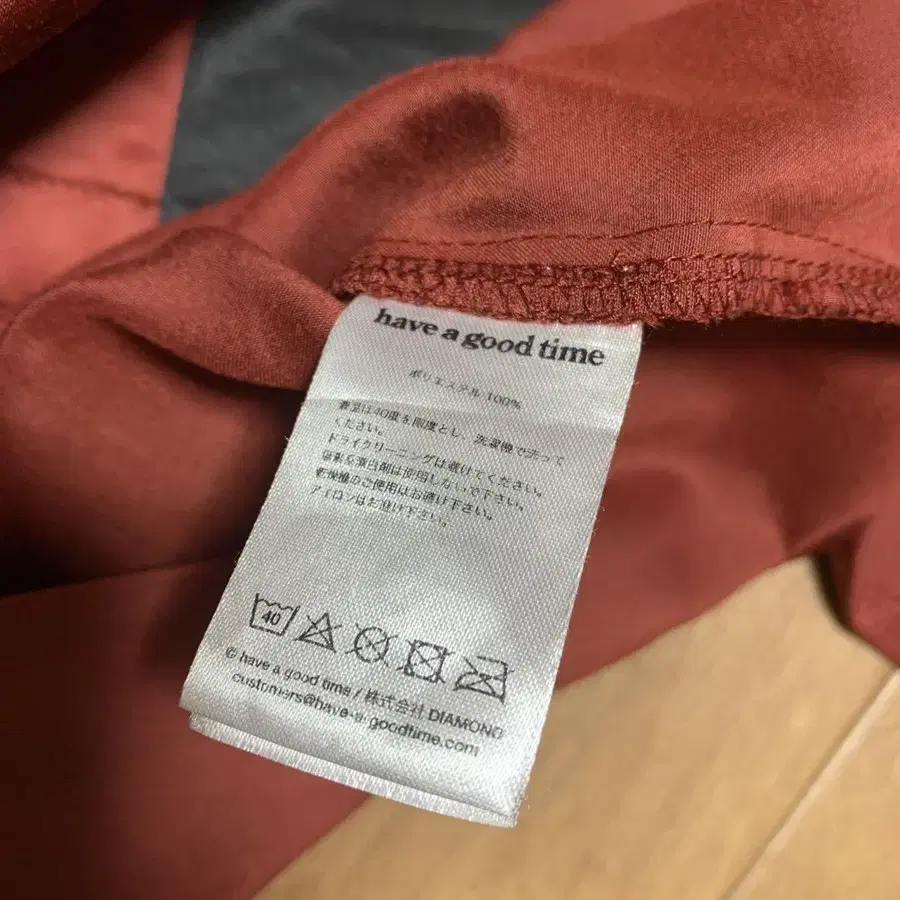 have a good time
ポリエステル 100%
液温は40度を限度とし、洗濯機で洗って
ください。
ドライクリーニングは避けてください。
塩素系漂白剤は使用しないで下さい。
乾燥機のご使用はお避け下さい。
アイロンはお避け下さい。
40
© have a good time / 株式会社 DIAMOND
customers@have-a-goodtime.com